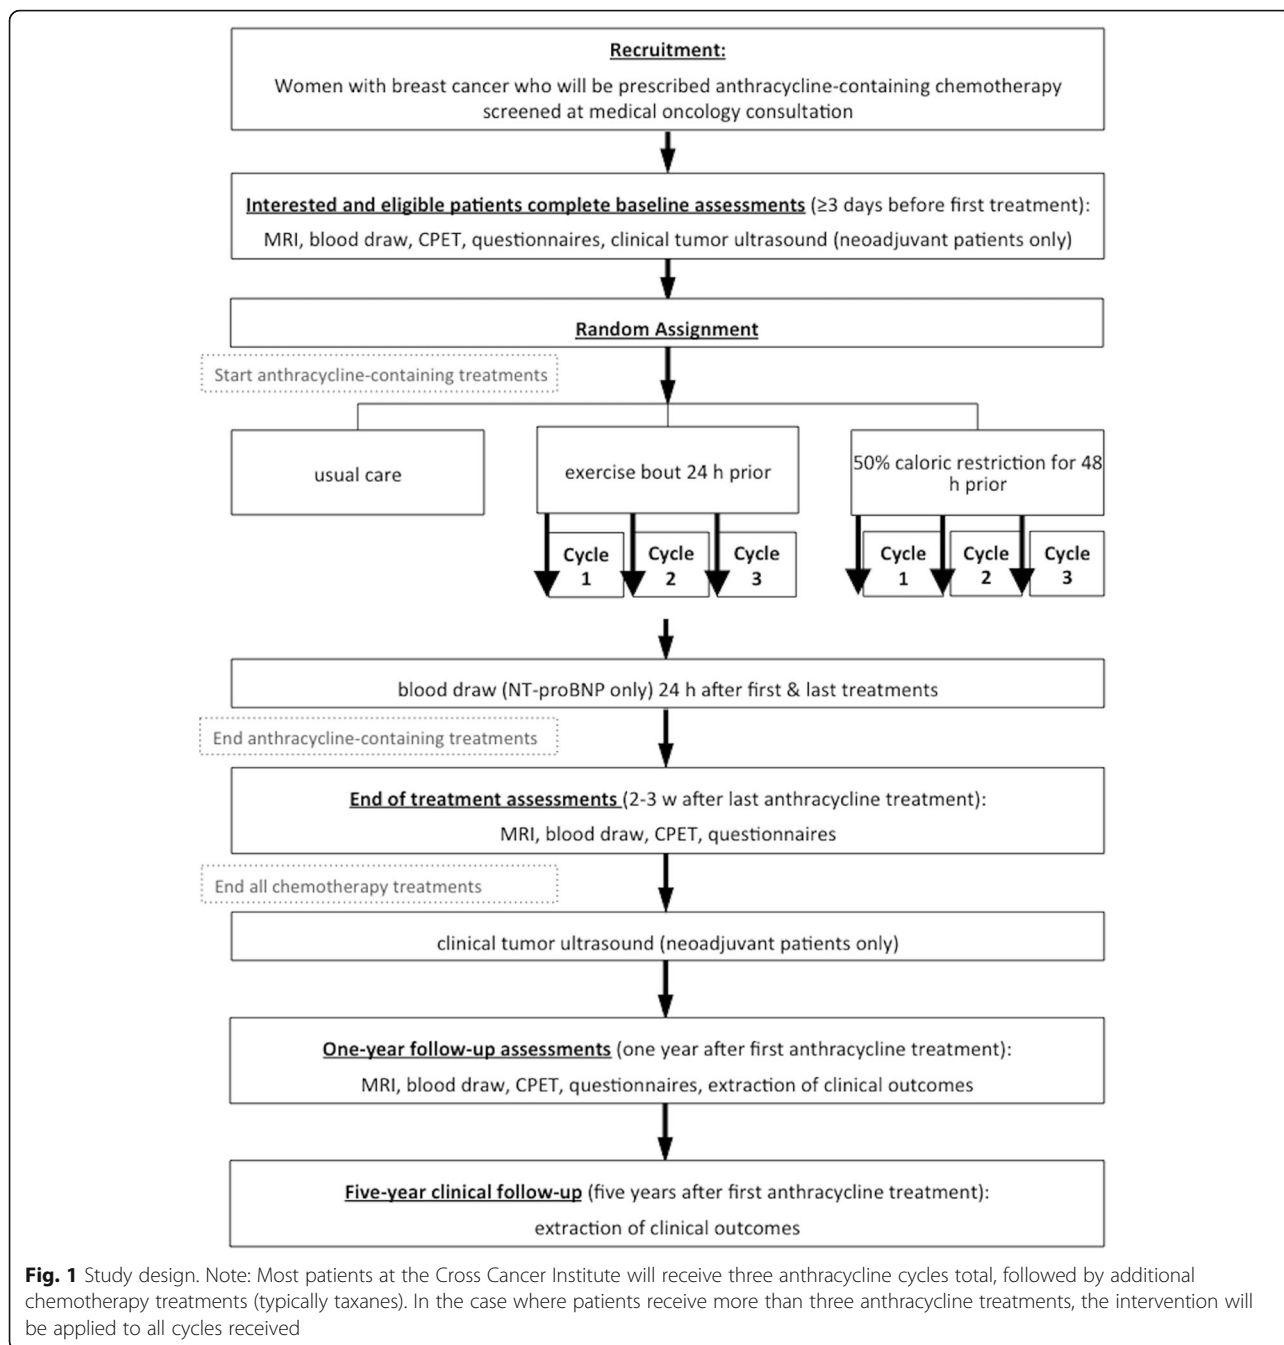 Recruitment:
Women with breast cancer who will be prescribed anthracycline-containing chemotherapy
screened at medical oncology consultation
Interested and eligible patients complete baseline assessments (≥3 days before first treatment):
MRI, blood draw, CPET, questionnaires, clinical tumor ultrasound (neoadjuvant patients only)
Random Assignment
Start anthracycline-containing treatments
usual care
exercise bout 24 h prior
50% caloric restriction for 48
h prior
Cycle
1
Cycle
2
Cycle
3
Cycle
1
Cycle
2
Cycle
3
blood draw (NT-proBNP only) 24 h after first & last treatments
End anthracycline-containing treatments
End of treatment assessments (2-3 w after last anthracycline treatment):
MRI, blood draw, CPET, questionnaires
End all chemotherapy treatments
clinical tumor ultrasound (neoadjuvant patients only)
One-year follow-up assessments (one year after first anthracycline treatment):
MRI, blood draw, CPET, questionnaires, extraction of clinical outcomes
Five-year clinical follow-up (five years after first anthracycline treatment):
extraction of clinical outcomes
Fig. 1 Study design. Note: Most patients at the Cross Cancer Institute will receive three anthracycline cycles total, followed by additional
chemotherapy treatments (typically taxanes). In the case where patients receive more than three anthracycline treatments, the intervention will
be applied to all cycles received